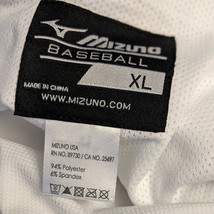 MIZUNO
BASEBALL
MADE IN CHINA
XL
WWW.MIZUNO.COM
MIZUNO USA
RN NO. 89730 / CA NO. 25697
94% Polyester
6% Spandex